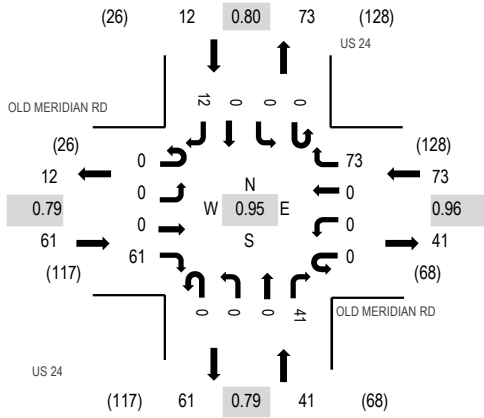 (26) 12 0.80 73 (128)
US 24
12 0 0 0
OLD MERIDIAN RD
(26) 0 73 (128)
12 0 N 0 73
0.79 W 0.95 E 0.96
61 0 S 0 41
(117) 61 0 (68)
0 0 0 41
OLD MERIDIAN RD
US 24
(117) 61 0.79 41 (68)